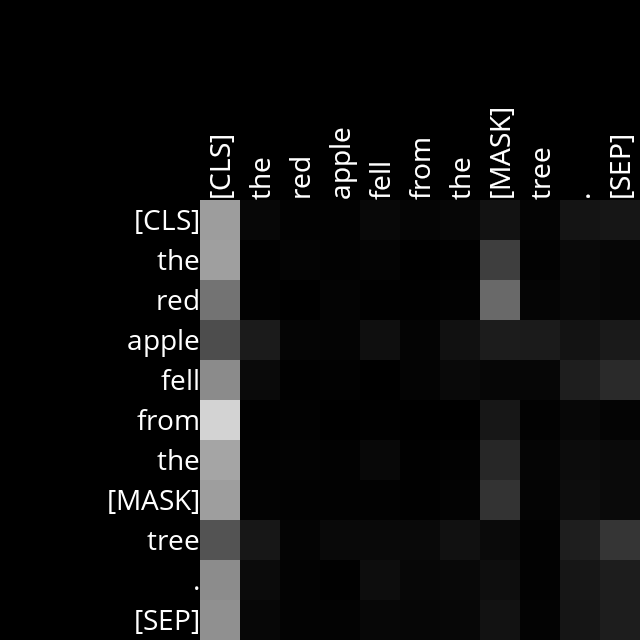 [CLS] the red apple fell from the [MASK] tree . [SEP]
[CLS]
the
red
apple
fell
from
the
[MASK]
tree
.
[SEP]